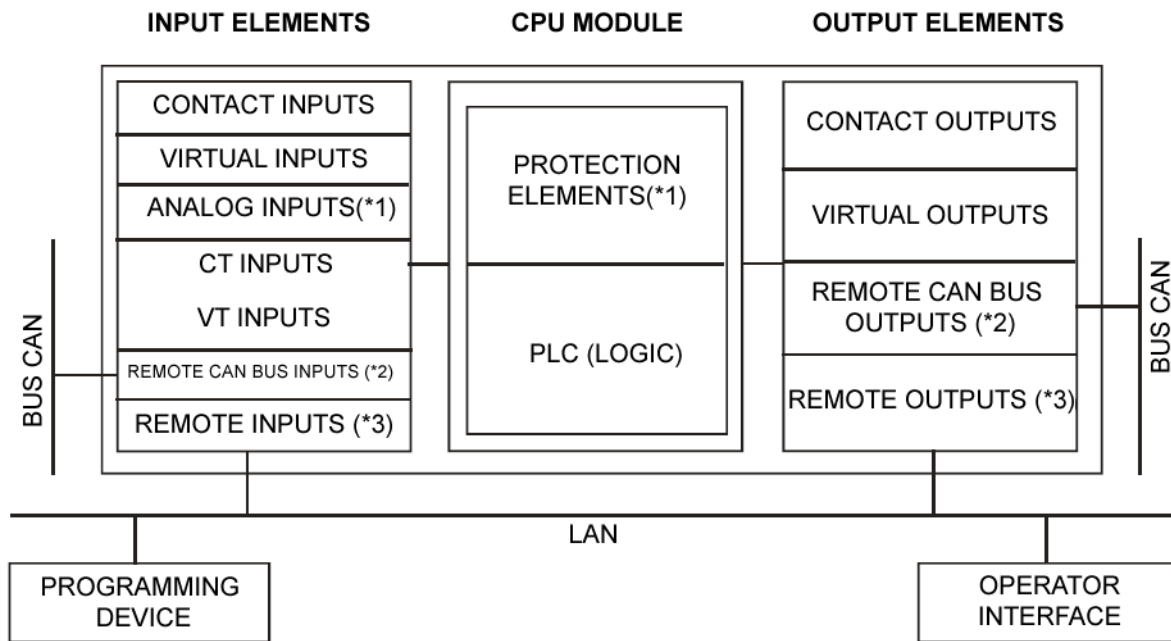 INPUT ELEMENTS
CPU MODULE
OUTPUT ELEMENTS
CONTACT INPUTS
VIRTUAL INPUTS
ANALOG INPUTS(*1)
CT INPUTS
VT INPUTS
REMOTE CAN BUS INPUTS (*2)
REMOTE INPUTS (*3)
PROTECTION
ELEMENTS(*1)
PLC (LOGIC)
CONTACT OUTPUTS
VIRTUAL OUTPUTS
REMOTE CAN BUS
OUTPUTS (*2)
REMOTE OUTPUTS (*3)
BUS CAN
BUS CAN
LAN
PROGRAMMING
DEVICE
OPERATOR
INTERFACE